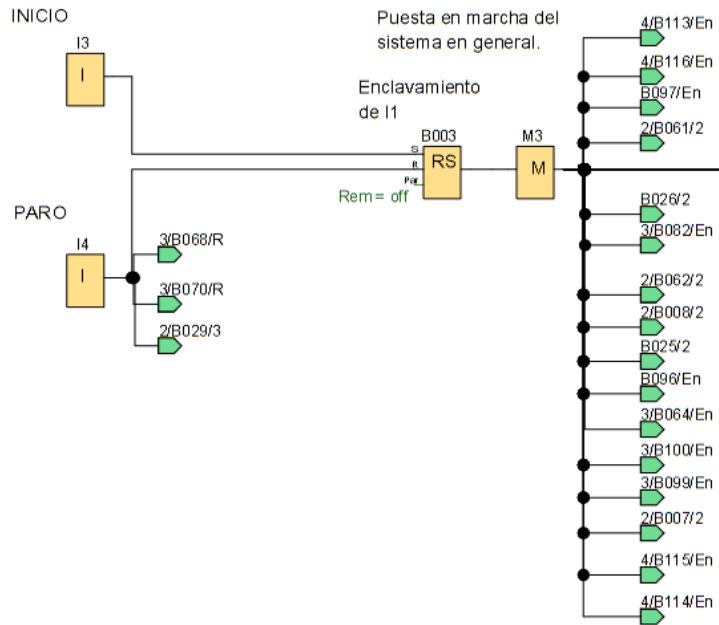 INICIO
I3
I
Puesta en marcha del
sistema en general.
Enclavamiento
de I1
B003
S
R
Par
RS
Rem = off
M3
M
PARO
I4
I
3/B068/R
3/B070/R
2/B029/3
4/B113/En
4/B116/En
B097/En
2/B061/2
B026/2
3/B082/En
2/B062/2
2/B008/2
B025/2
B096/En
3/B064/En
3/B100/En
3/B099/En
2/B007/2
4/B115/En
4/B114/En